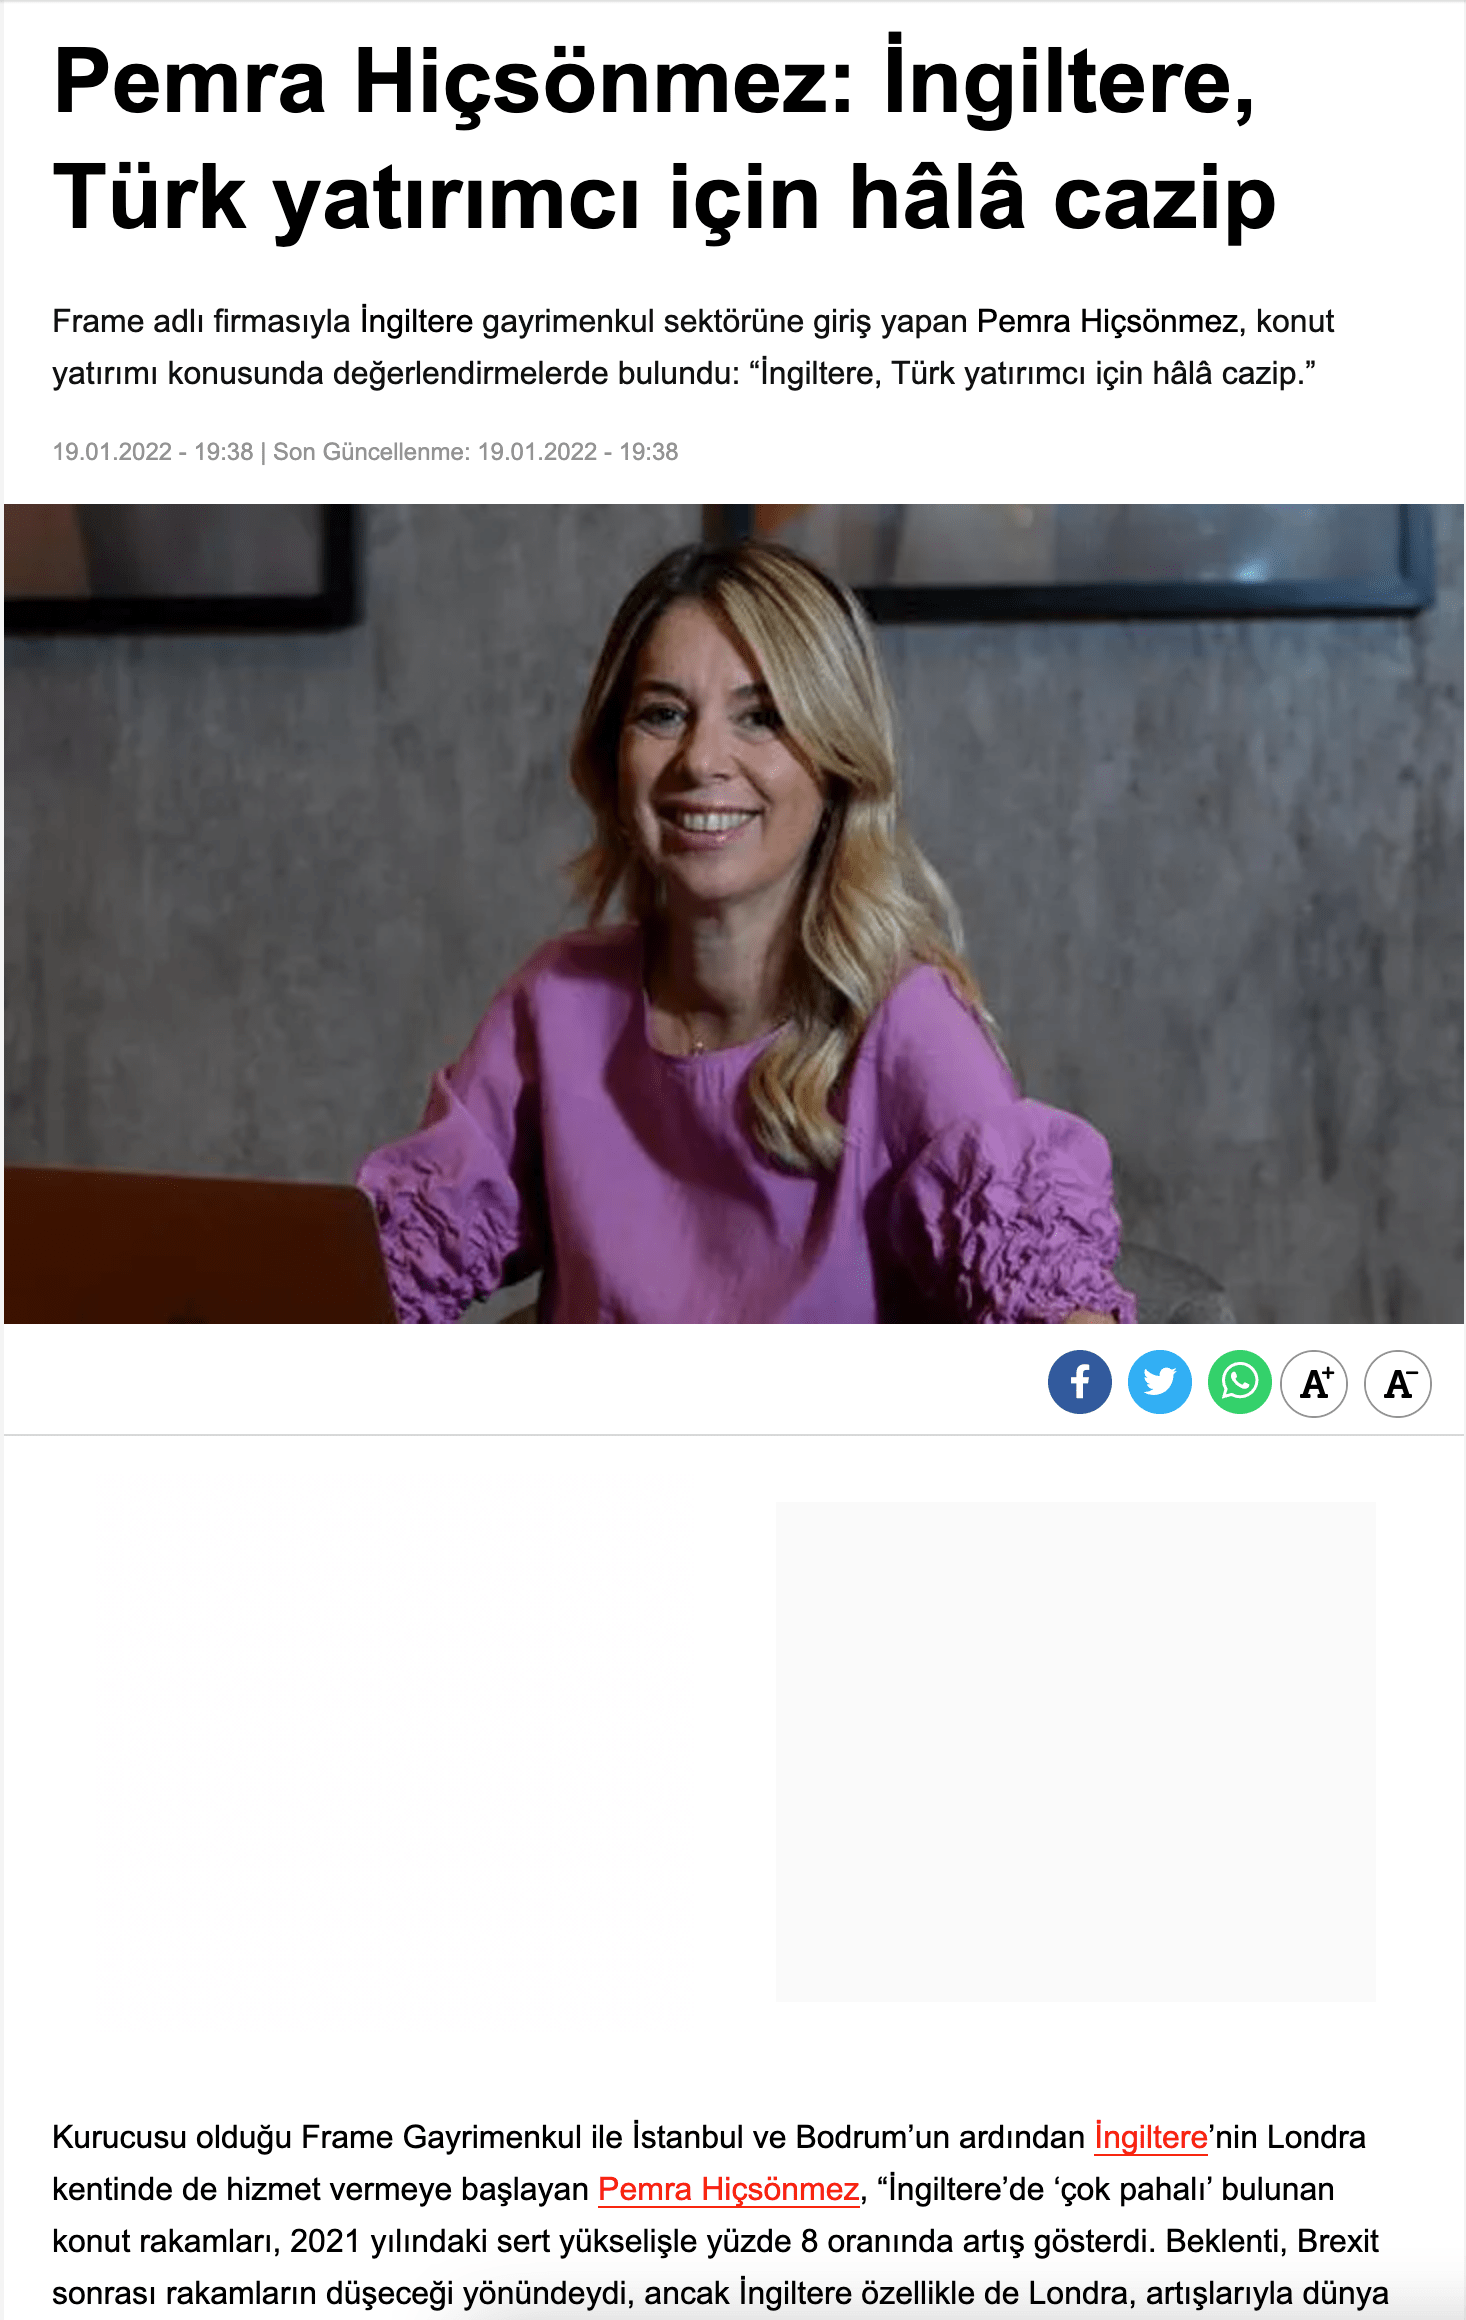 Pemra Hiçsönmez: İngiltere,
Türk yatırımcı için hâlâ cazip
Frame adlı firmasıyla İngiltere gayrimenkul sektörüne giriş yapan Pemra Hiçsönmez, konut
yatırımı konusunda değerlendirmelerde bulundu: “İngiltere, Türk yatırımcı için hâlâ cazip.”
19.01.2022 - 19:38 | Son Güncellenme: 19.01.2022 - 19:38
A+ A-
Kurucusu olduğu Frame Gayrimenkul ile İstanbul ve Bodrum’un ardından İngiltere’nin Londra
kentinde de hizmet vermeye başlayan Pemra Hiçsönmez, “İngiltere’de ‘çok pahalı’ bulunan
konut rakamları, 2021 yılındaki sert yükselişle yüzde 8 oranında artış gösterdi. Beklenti, Brexit
sonrası rakamların düşeceği yönündeydi, ancak İngiltere özellikle de Londra, artışlarıyla dünya